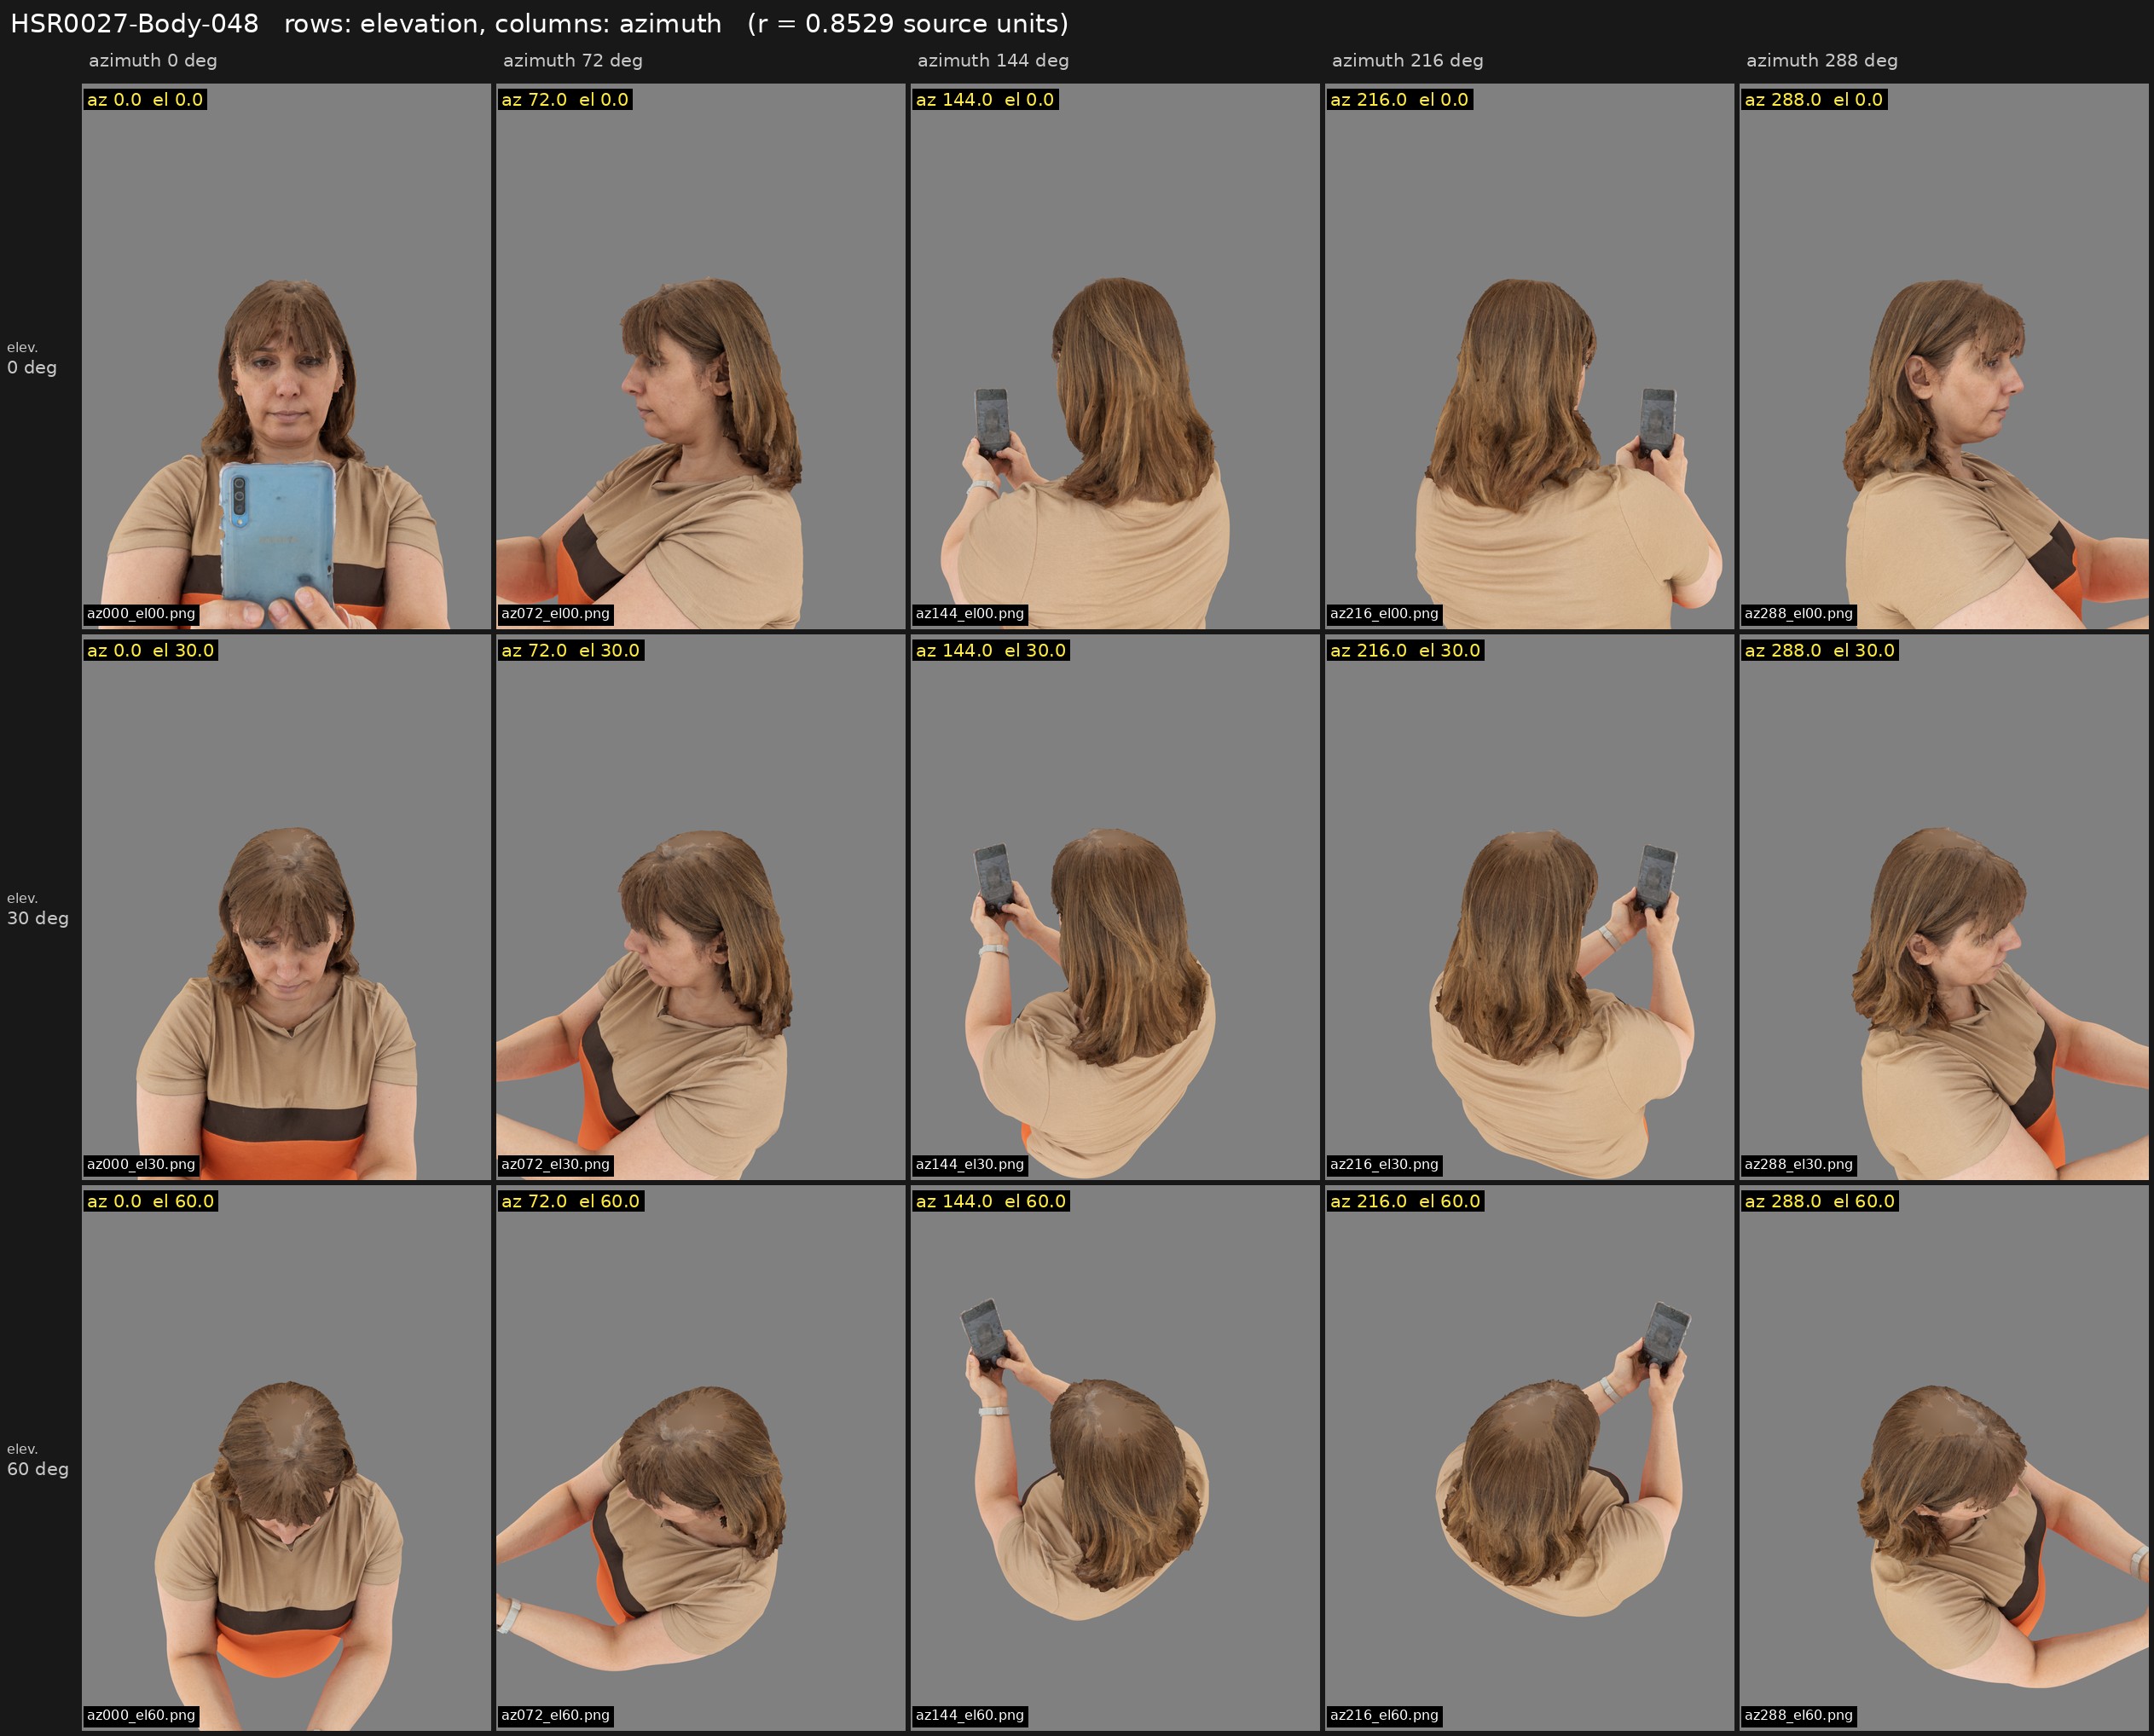 HSR0027-Body-048 rows: elevation, columns: azimuth (r = 0.8529 source units)
azimuth 0 deg azimuth 72 deg azimuth 144 deg azimuth 216 deg azimuth 288 deg
az 0.0 el 0.0 az 72.0 el 0.0 az 144.0 el 0.0 az 216.0 el 0.0 az 288.0 el 0.0
elev.
0 deg
az000_el00.png az072_el00.png az144_el00.png az216_el00.png az288_el00.png
az 0.0 el 30.0 az 72.0 el 30.0 az 144.0 el 30.0 az 216.0 el 30.0 az 288.0 el 30.0
elev.
30 deg
az000_el30.png az072_el30.png az144_el30.png az216_el30.png az288_el30.png
az 0.0 el 60.0 az 72.0 el 60.0 az 144.0 el 60.0 az 216.0 el 60.0 az 288.0 el 60.0
elev.
60 deg
az000_el60.png az072_el60.png az144_el60.png az216_el60.png az288_el60.png